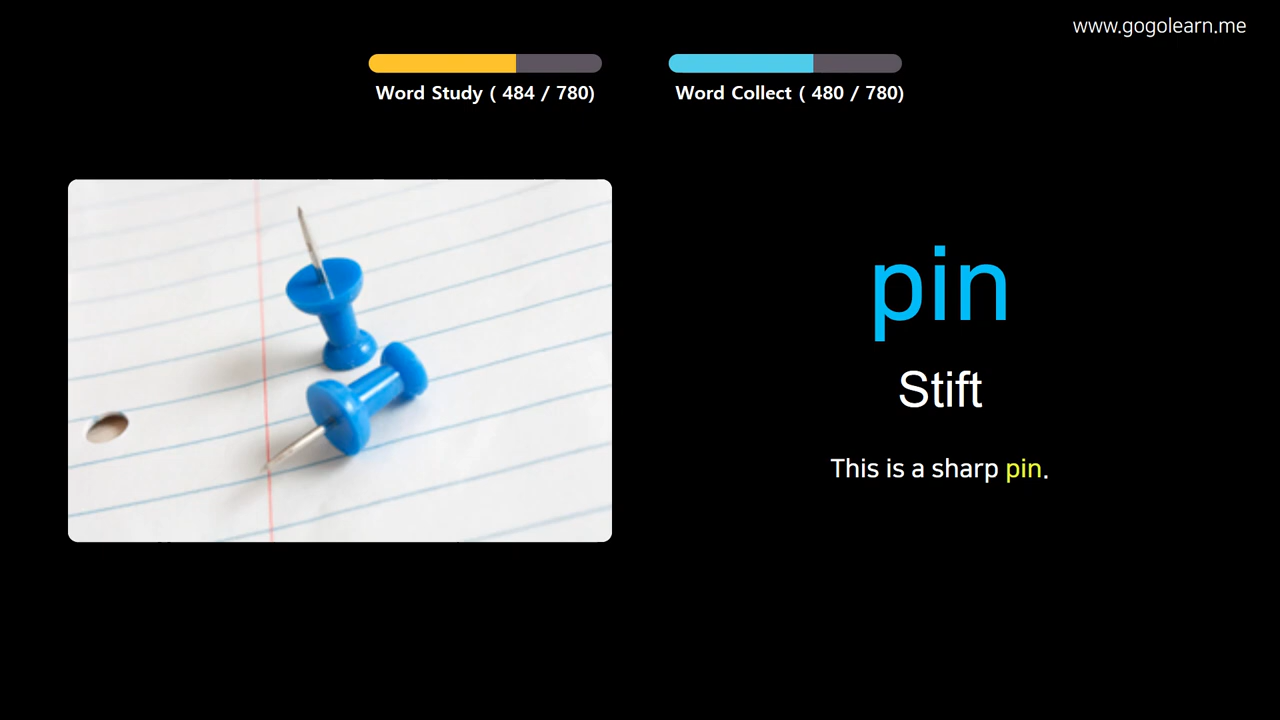 www.gogolearn.me
Word Study ( 484 / 780)
Word Collect ( 480 / 780)
pin
Stift
This is a sharp pin.